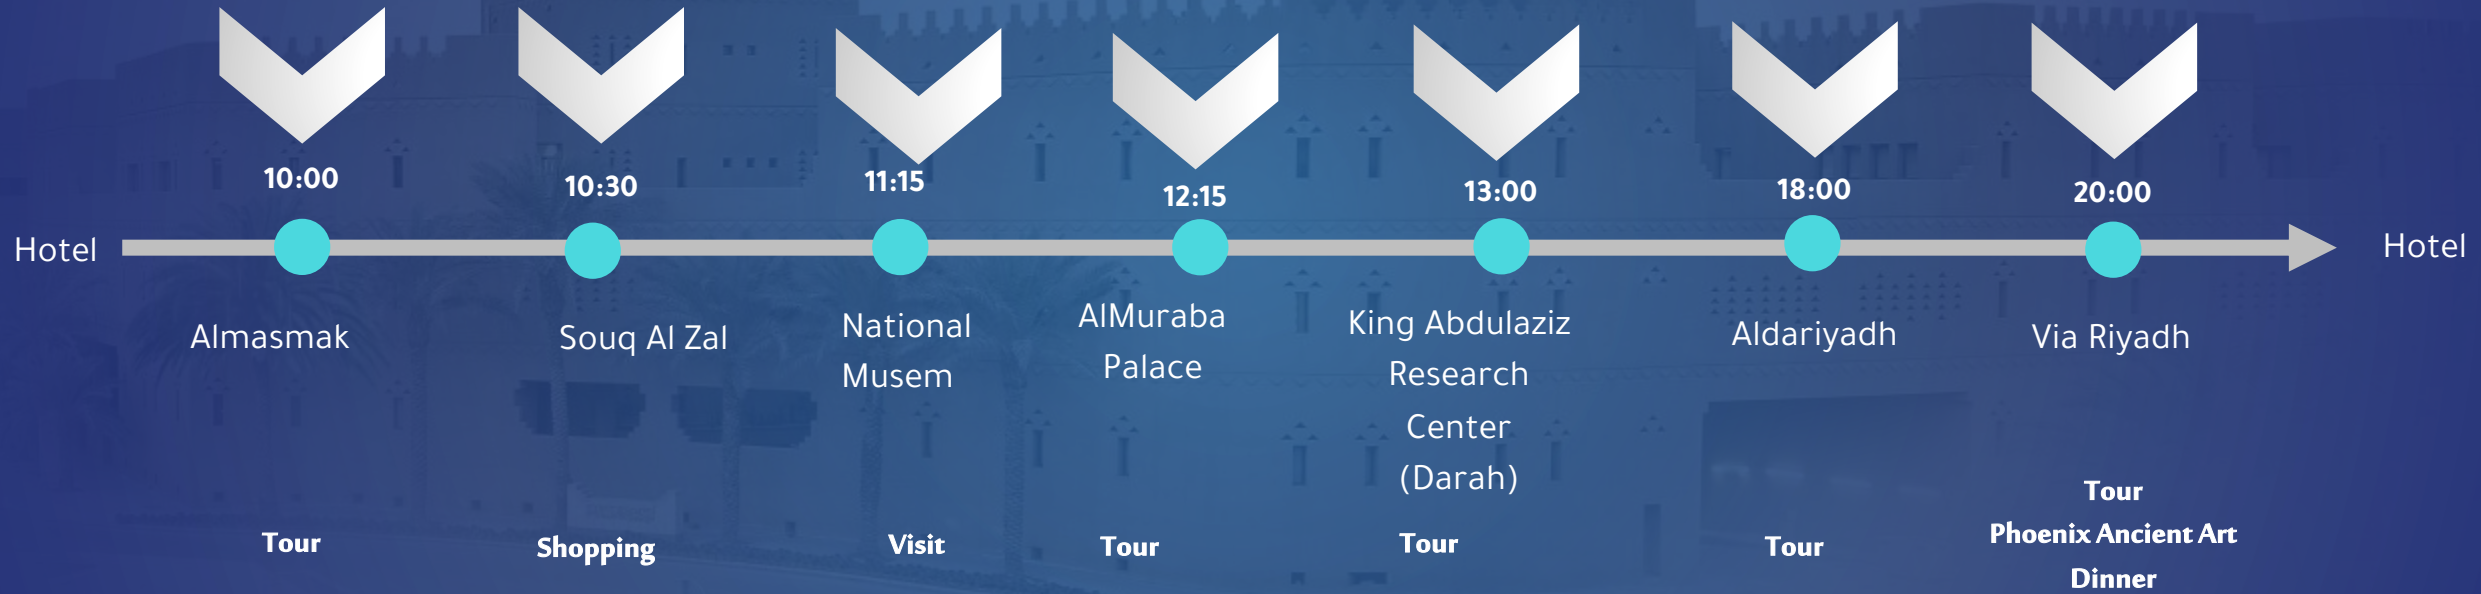 10:00
10:30
11:15
12:15
13:00
18:00
20:00
Hotel
Hotel
Almasmak
Souq Al Zal
National
Musem
AlMuraba
Palace
King Abdulaziz
Research
Center
(Darah)
Aldariyadh
Via Riyadh
Tour
Shopping
Visit
Tour
Tour
Tour
Tour
Phoenix Ancient Art
Dinner